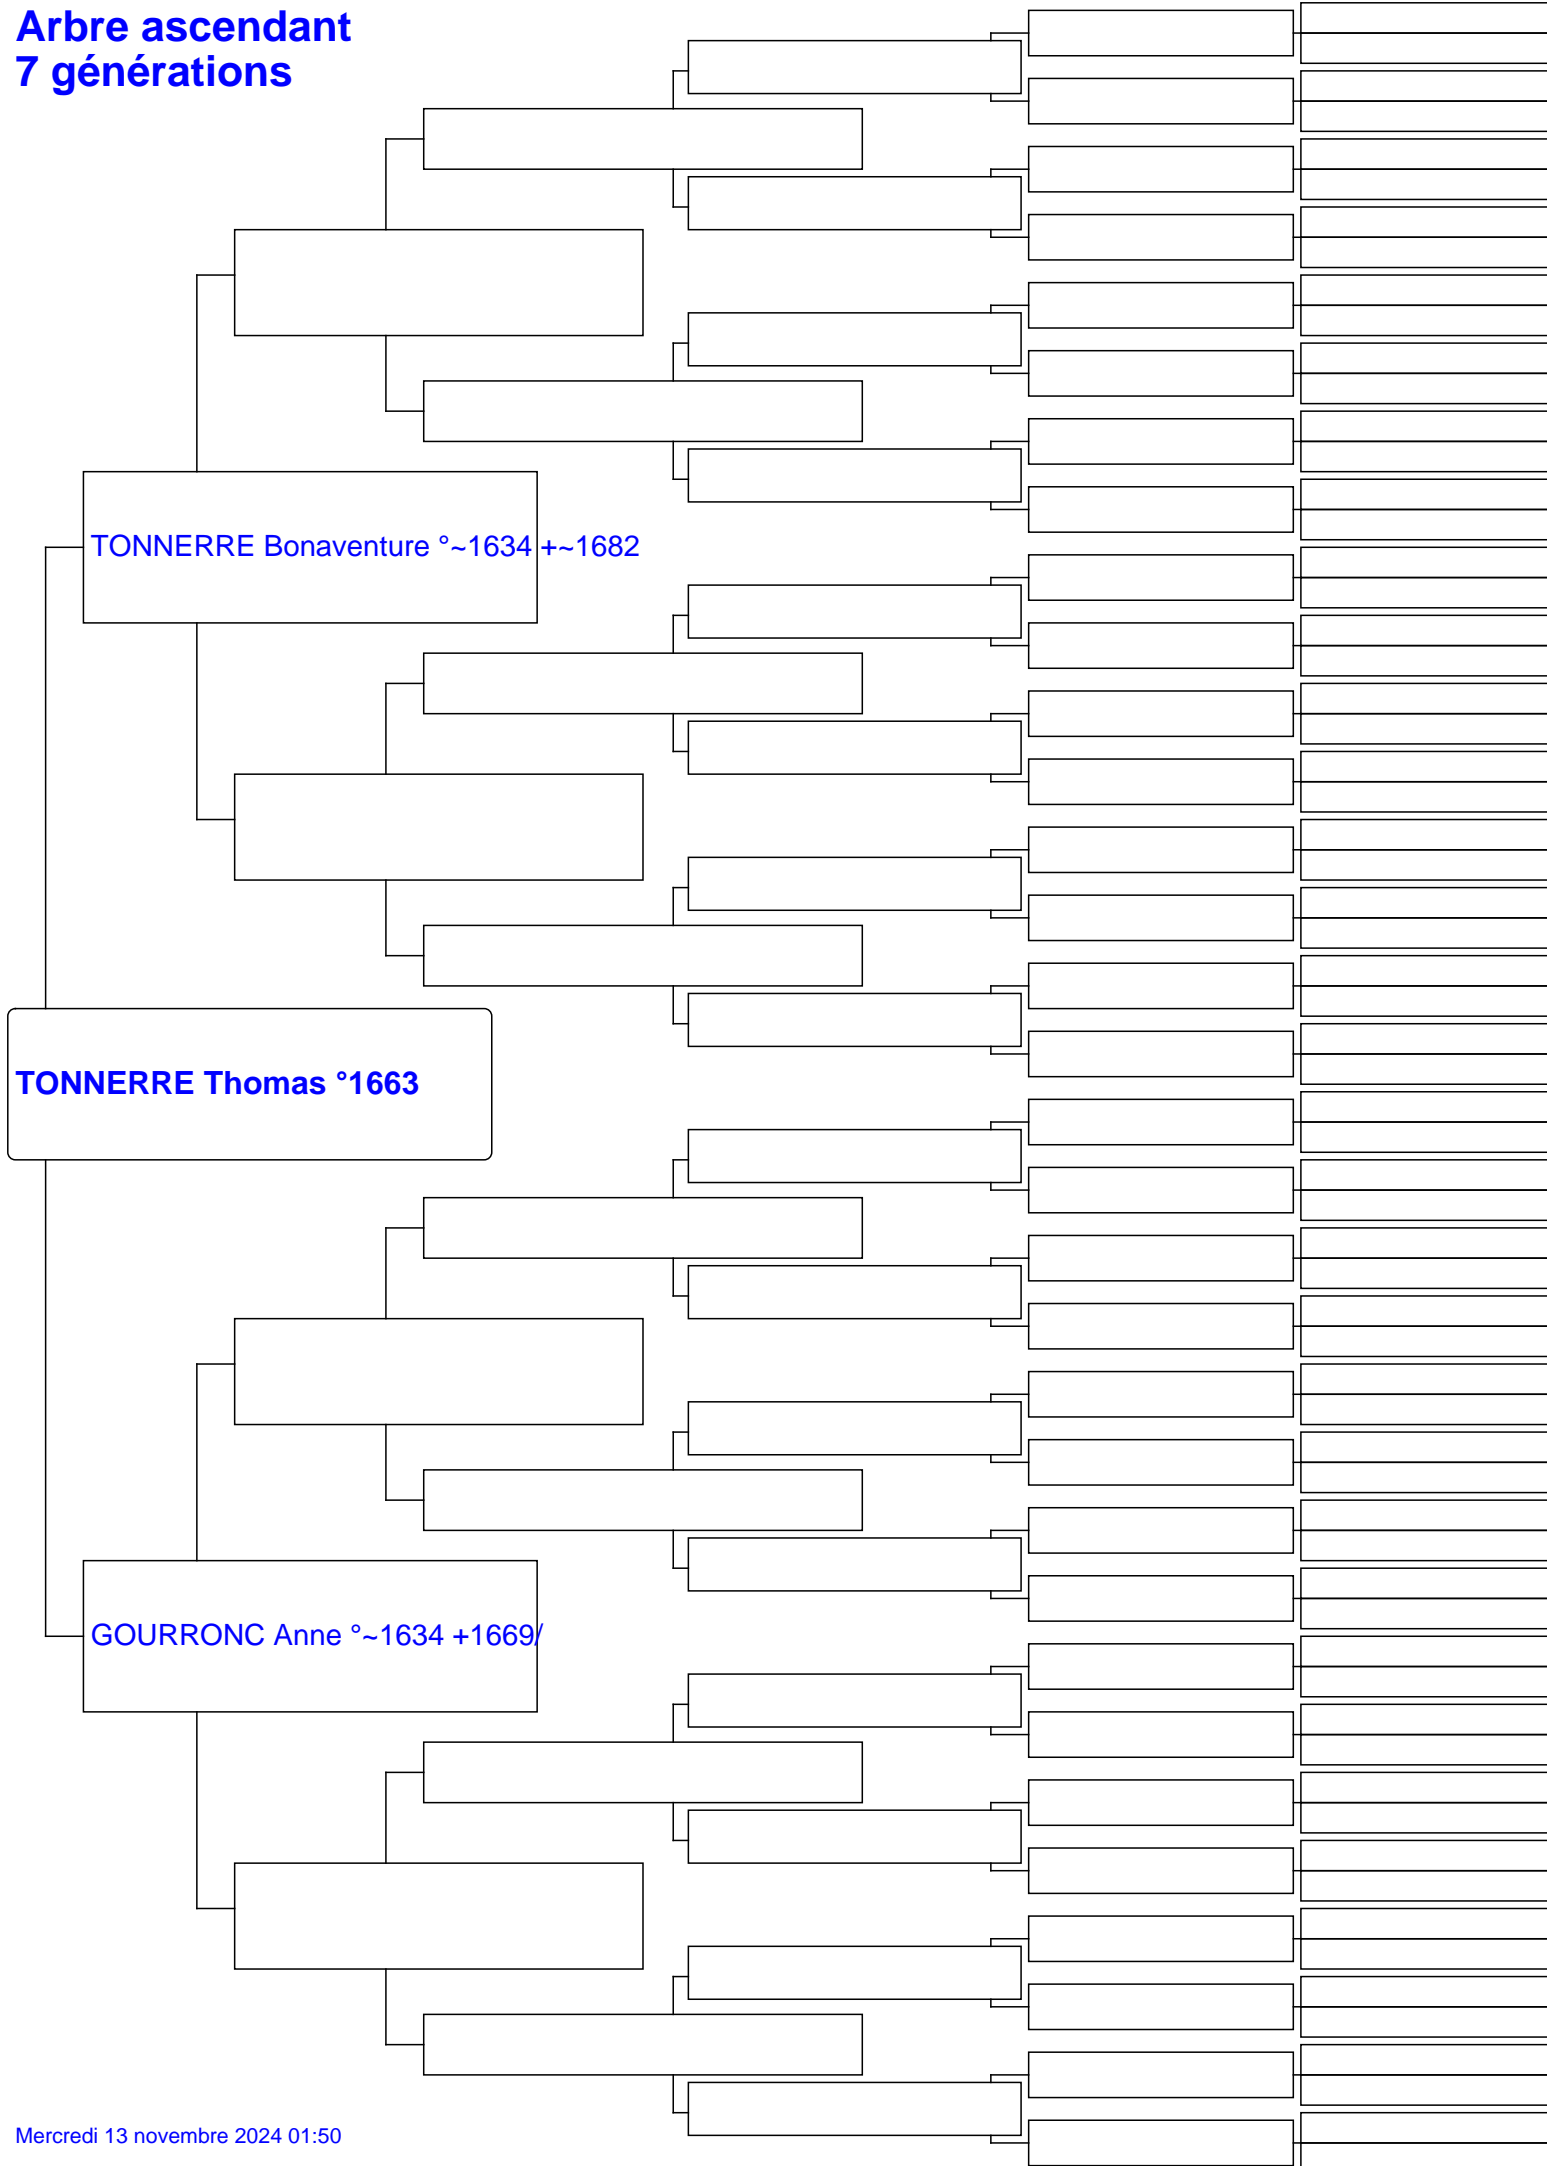 Arbre ascendant
7 générations
TONNERRE Bonaventure °~1634 +~1682
TONNERRE Thomas °1663
GOURRONC Anne °~1634 +1669/
Mercredi 13 novembre 2024 01:50